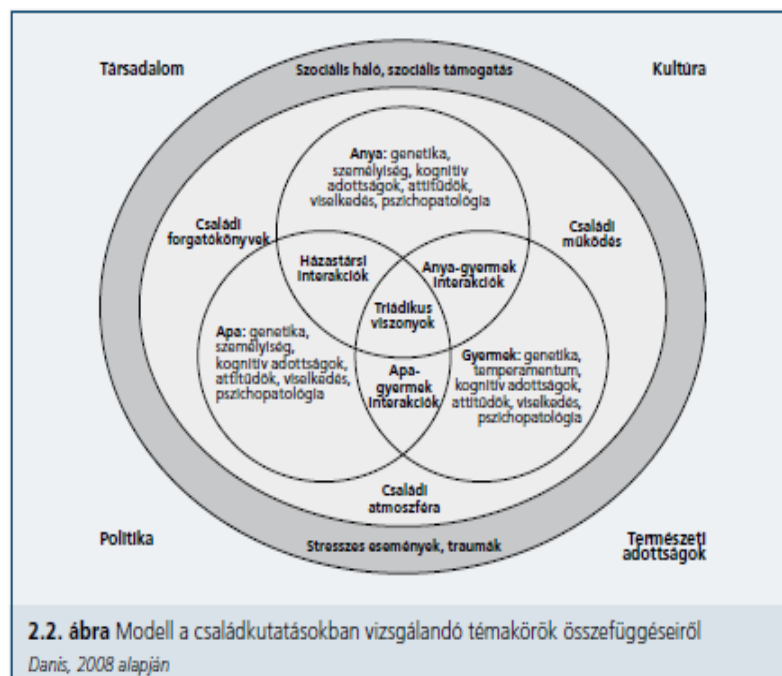 Társadalom
Szociális háló, szociális támogatás
Kultúra
Anya: genetika,
személyiség, kognitív
adottságok, attitűdök,
viselkedés, pszichopatológia
Családi
forgatókönyvek
Családi
működés
Házastársi
interakciók
Anya-gyermek
interakciók
Triádikus
viszonyok
Apa: genetika,
személyiség,
kognitív adottságok,
attitűdök, viselkedés,
pszichopatológia
Apa-
gyermek
interakciók
Gyermek: genetika,
temperamentum,
kognitív adottságok,
attitűdök, viselkedés,
pszichopatológia
Családi
atmoszféra
Politika
Stresszes események, traumák
Természeti
adottságok
2.2. ábra Modell a családkutatásokban vizsgálandó témakörök összefüggéseiről
Danis, 2008 alapján